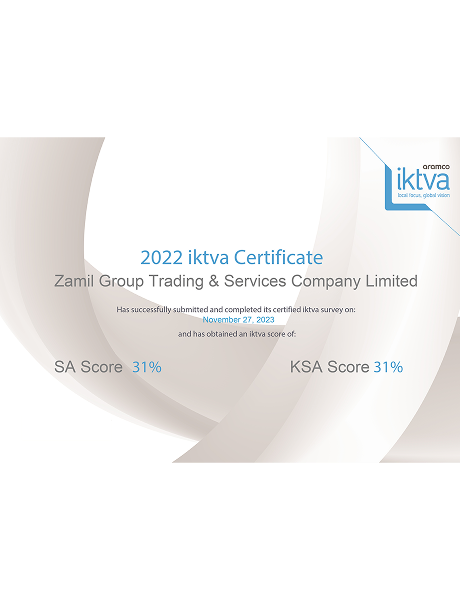 aramco
iktva
local focus, global vision
2022 iktva Certificate
Zamil Group Trading & Services Company Limited
Has successfully submitted and completed its certified iktva survey on:
November 27, 2023
and has obtained an iktva score of:
SA Score 31% KSA Score 31%